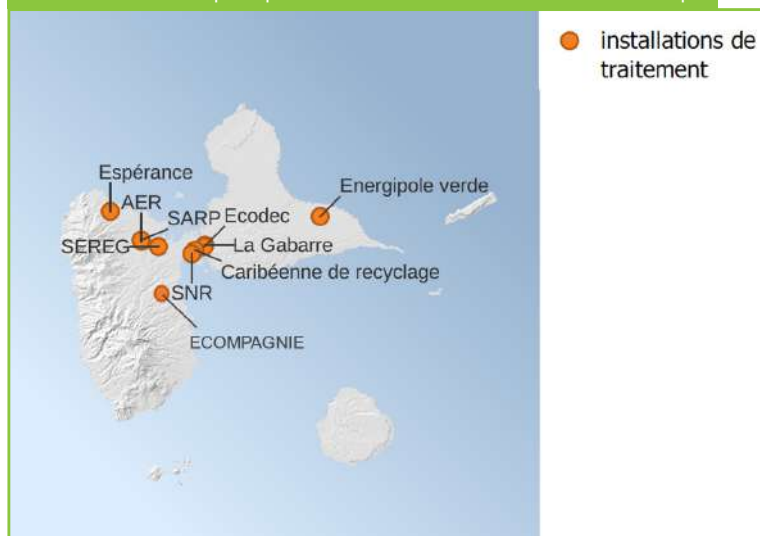 installations de
traitement
Espérance
AER
SARP
Ecodec
Energipole verde
SEREG
La Gabarre
Caribéenne de recyclage
SNR
ECOMPAGNIE